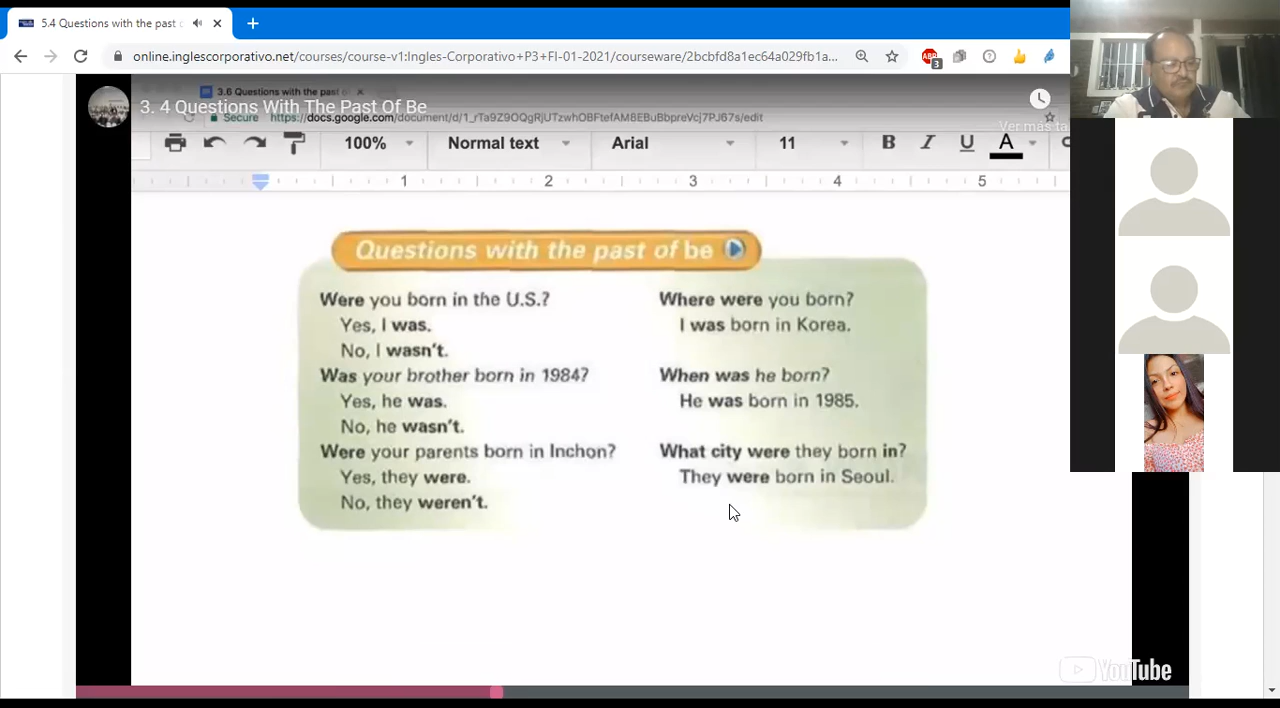 5.4 Questions with the past
online.inglescorporativo.net/courses/course-v1:Ingles-Corporativo+P3+FI-01-2021/courseware/2bcbfd8a1ec64a029fb1a...
3
3.6 Questions with the past of be
3. 4 Questions With The Past Of Be
Secure https://docs.google.com/document/d/1_rTa9Z9OQgRjUTzwhOBFtefAM8EBuBbpreVcj7PJ67s/edit
Ver más ta
100% Normal text Arial 11 B I U A
1 2 3 4 5
Questions with the past of be
Were you born in the U.S.?
Yes, I was.
No, I wasn't.
Was your brother born in 1984?
Yes, he was.
No, he wasn't.
Were your parents born in Inchon?
Yes, they were.
No, they weren't.
Where were you born?
I was born in Korea.
When was he born?
He was born in 1985.
What city were they born in?
They were born in Seoul.
YouTube